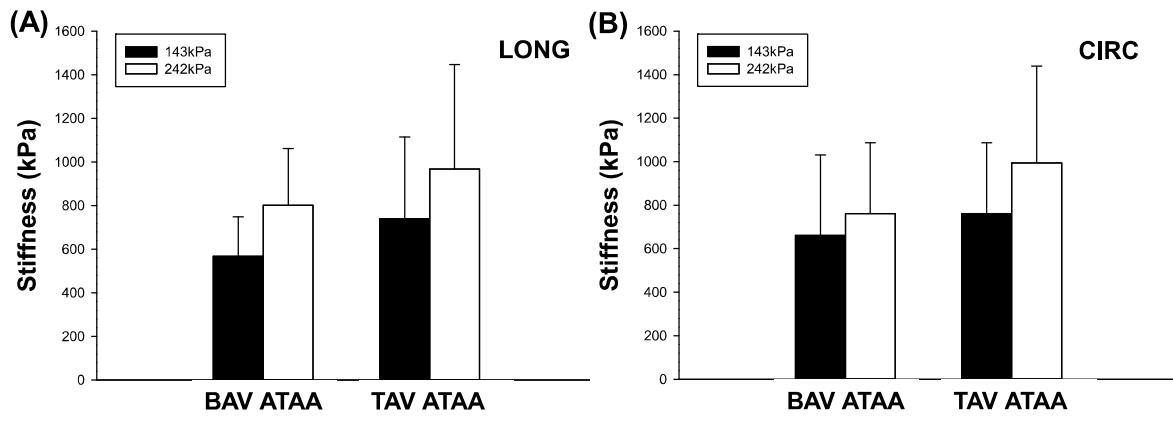 (A)
LONG
143kPa
242kPa
Stiffness (kPa)
1600
1400
1200
1000
800
600
400
200
0
BAV ATAA
TAV ATAA
(B)
CIRC
143kPa
242kPa
Stiffness (kPa)
1600
1400
1200
1000
800
600
400
200
0
BAV ATAA
TAV ATAA